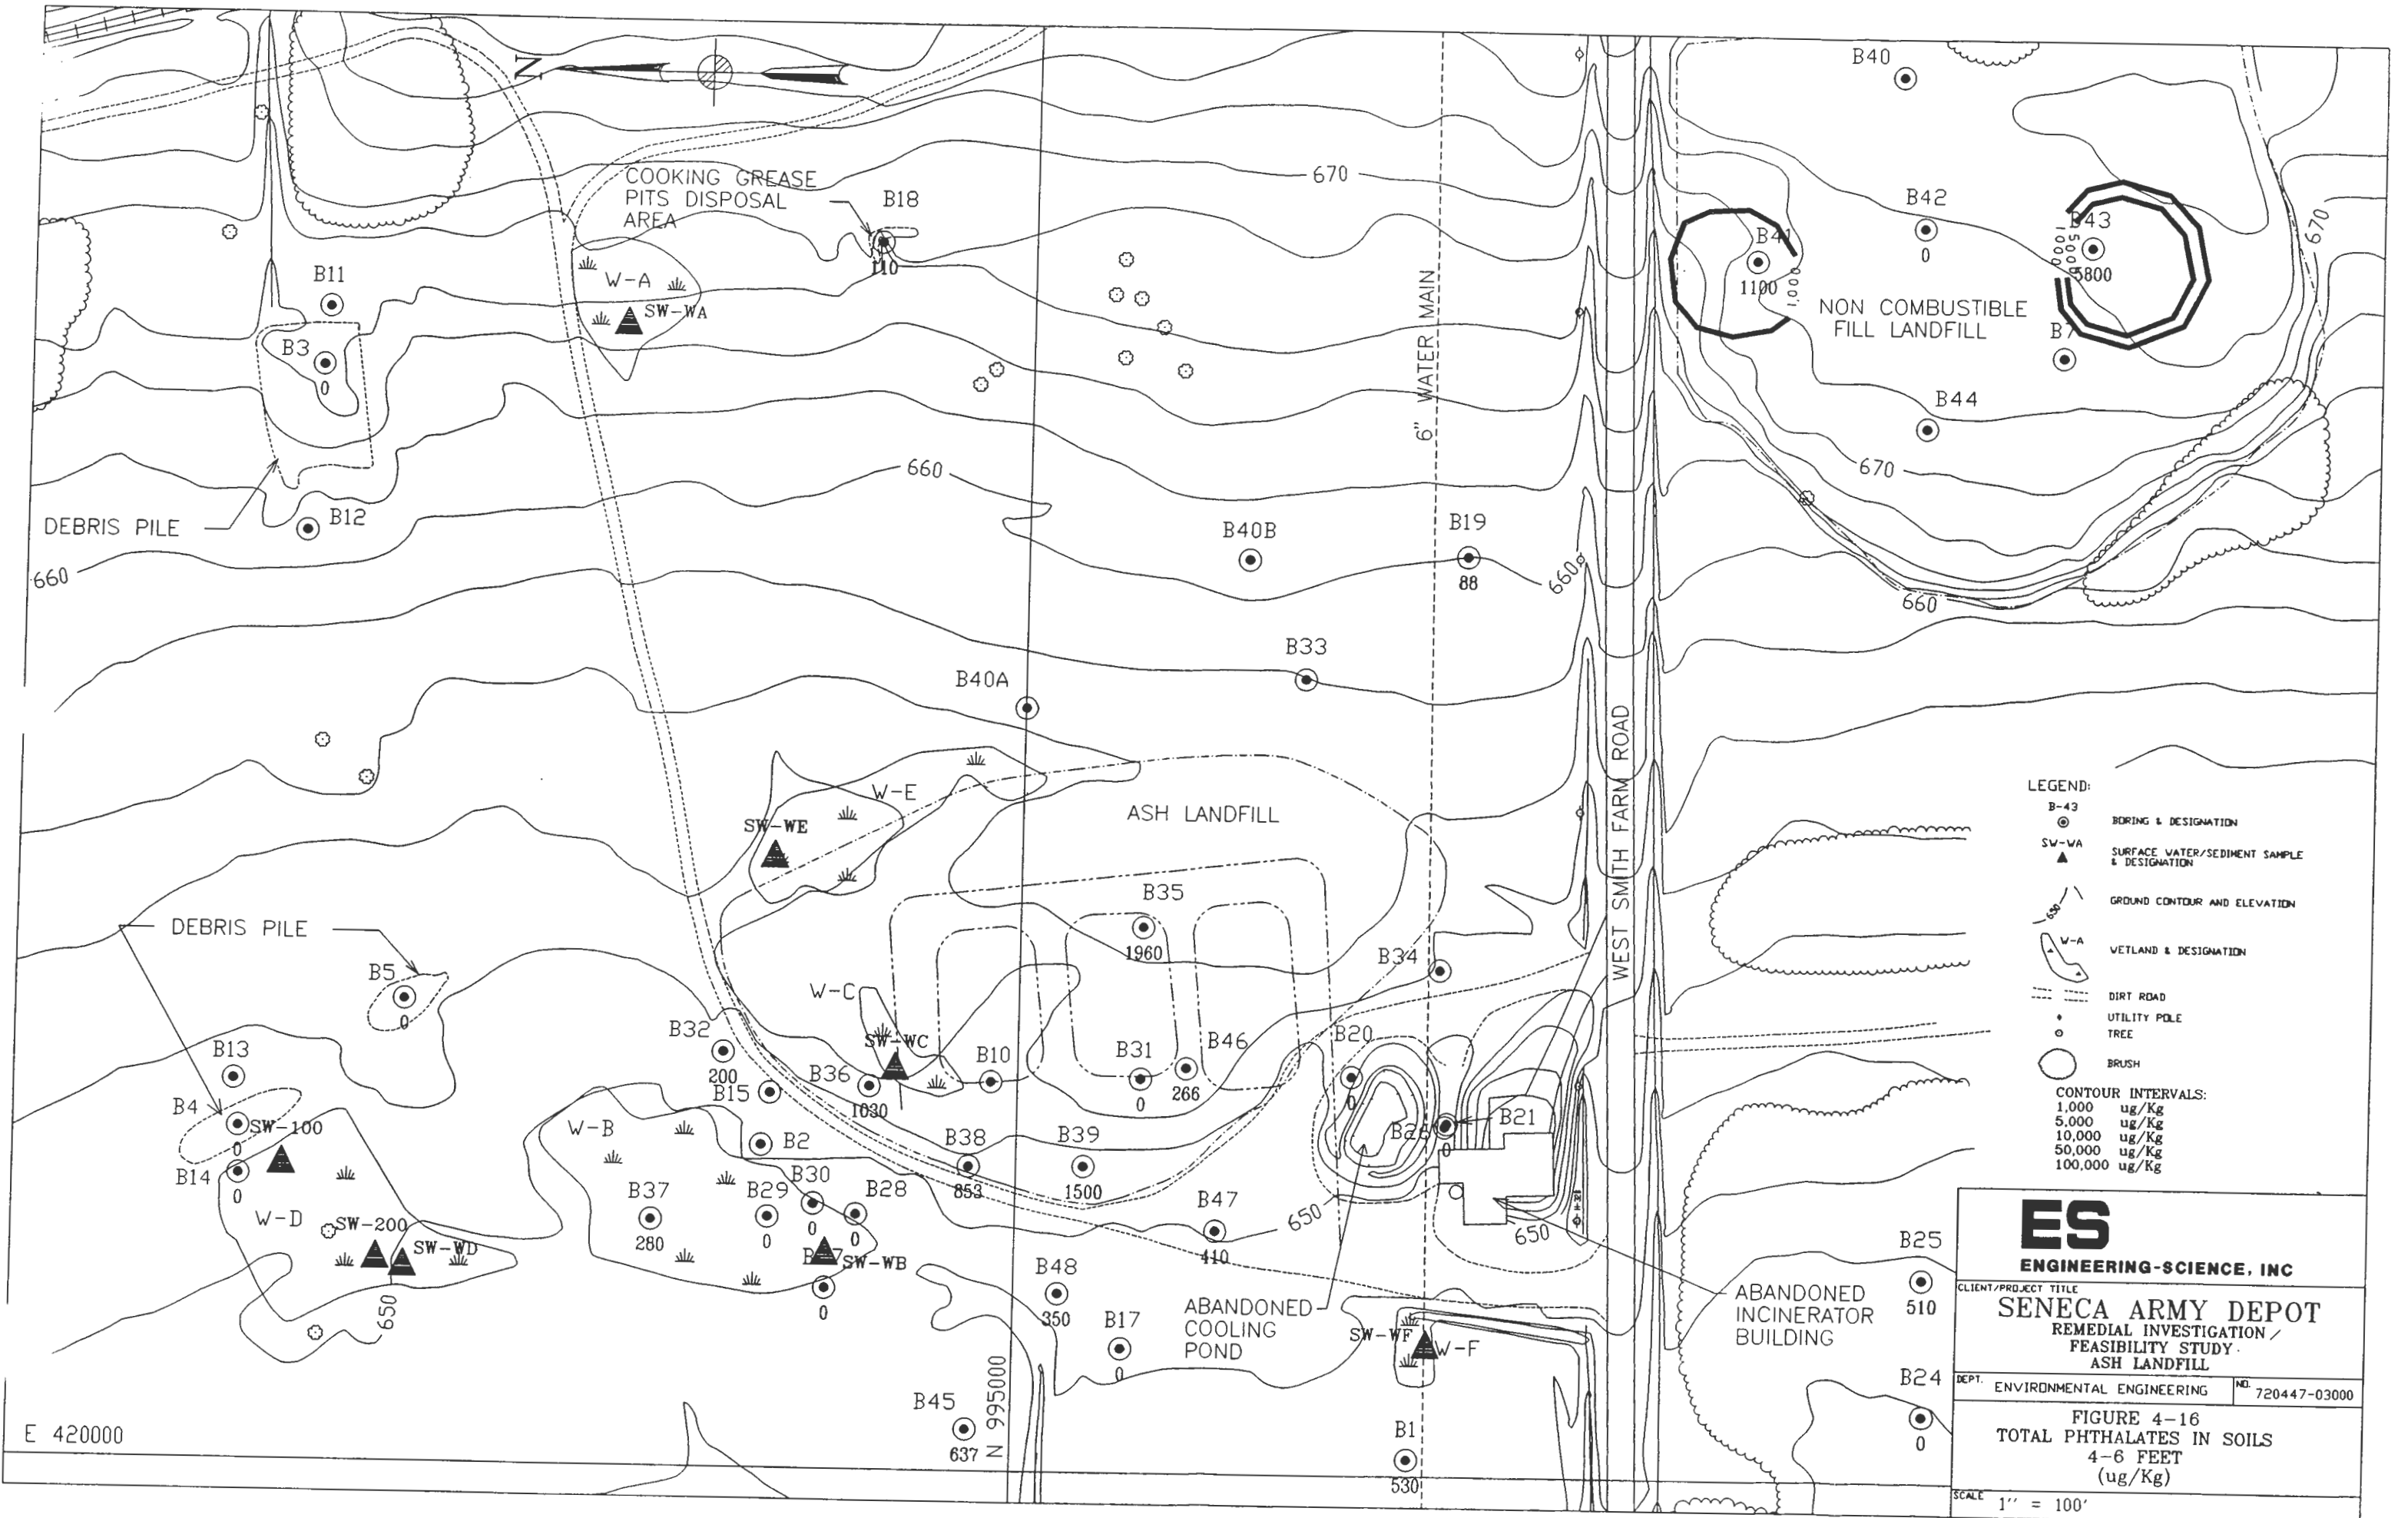 N
COOKING GREASE
PITS DISPOSAL
AREA
B18
110
W-A
SW-WA
B11
B3
0
DEBRIS PILE
B12
660
660
670
6" WATER MAIN
B40
B42
0
B41
1100
1000
B43
5800
5000
1000
NON COMBUSTIBLE
FILL LANDFILL
B7
B44
670
670
660
B40B
B19
88
660
B33
B40A
WEST SMITH FARM ROAD
W-E
SW-WE
ASH LANDFILL
B35
1960
B34
DEBRIS PILE
B5
0
W-C
SW-WC
B32
200
B15
B36
1030
B10
B31
0
B46
266
B20
0
B21
0
B13
B4
0
SW-100
B14
0
W-D
SW-200
SW-WD
650
W-B
B2
B37
280
B29
0
B30
0
B28
0
SW-WB
0
B38
853
B39
1500
B47
410
650
650
B48
350
B17
0
ABANDONED
COOLING
POND
SW-WF
W-F
ABANDONED
INCINERATOR
BUILDING
B45
637
N 995000
B1
530
B25
510
B24
0
E 420000
LEGEND:
B-43
BORING & DESIGNATION
SW-WA
SURFACE WATER/SEDIMENT SAMPLE
& DESIGNATION
650
GROUND CONTOUR AND ELEVATION
W-A
WETLAND & DESIGNATION
DIRT ROAD
UTILITY POLE
TREE
BRUSH
CONTOUR INTERVALS:
1,000 ug/Kg
5,000 ug/Kg
10,000 ug/Kg
50,000 ug/Kg
100,000 ug/Kg
ES
ENGINEERING-SCIENCE, INC
CLIENT/PROJECT TITLE
SENECA ARMY DEPOT
REMEDIAL INVESTIGATION /
FEASIBILITY STUDY
ASH LANDFILL
DEPT. ENVIRONMENTAL ENGINEERING NO. 720447-03000
FIGURE 4-16
TOTAL PHTHALATES IN SOILS
4-6 FEET
(ug/Kg)
SCALE 1" = 100'